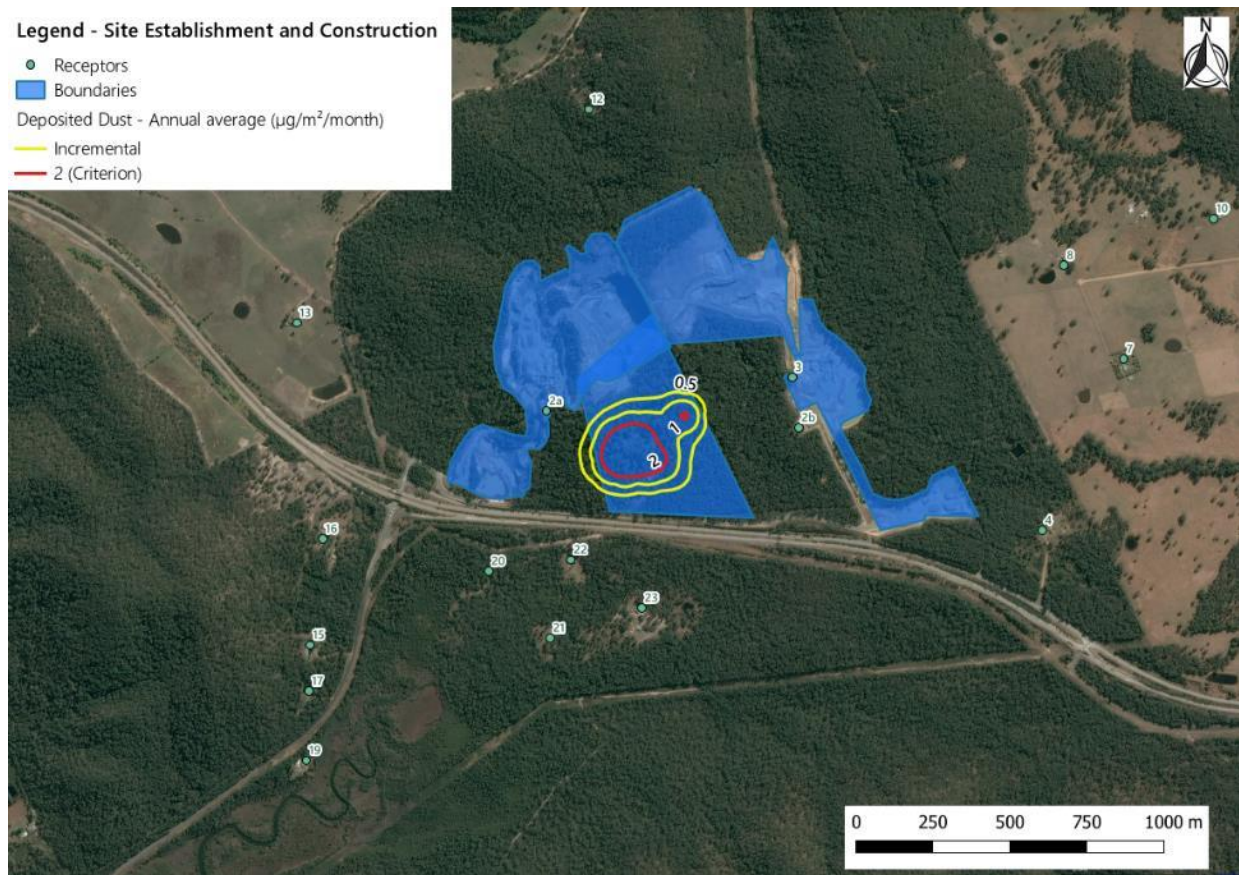 Legend - Site Establishment and Construction
Receptors
Boundaries
Deposited Dust - Annual average (µg/m²/month)
Incremental
2 (Criterion)
N
12
10
8
13
7
3
0.5
2a
2b
1
2
4
16
22
20
23
21
15
17
19
0 250 500 750 1000 m